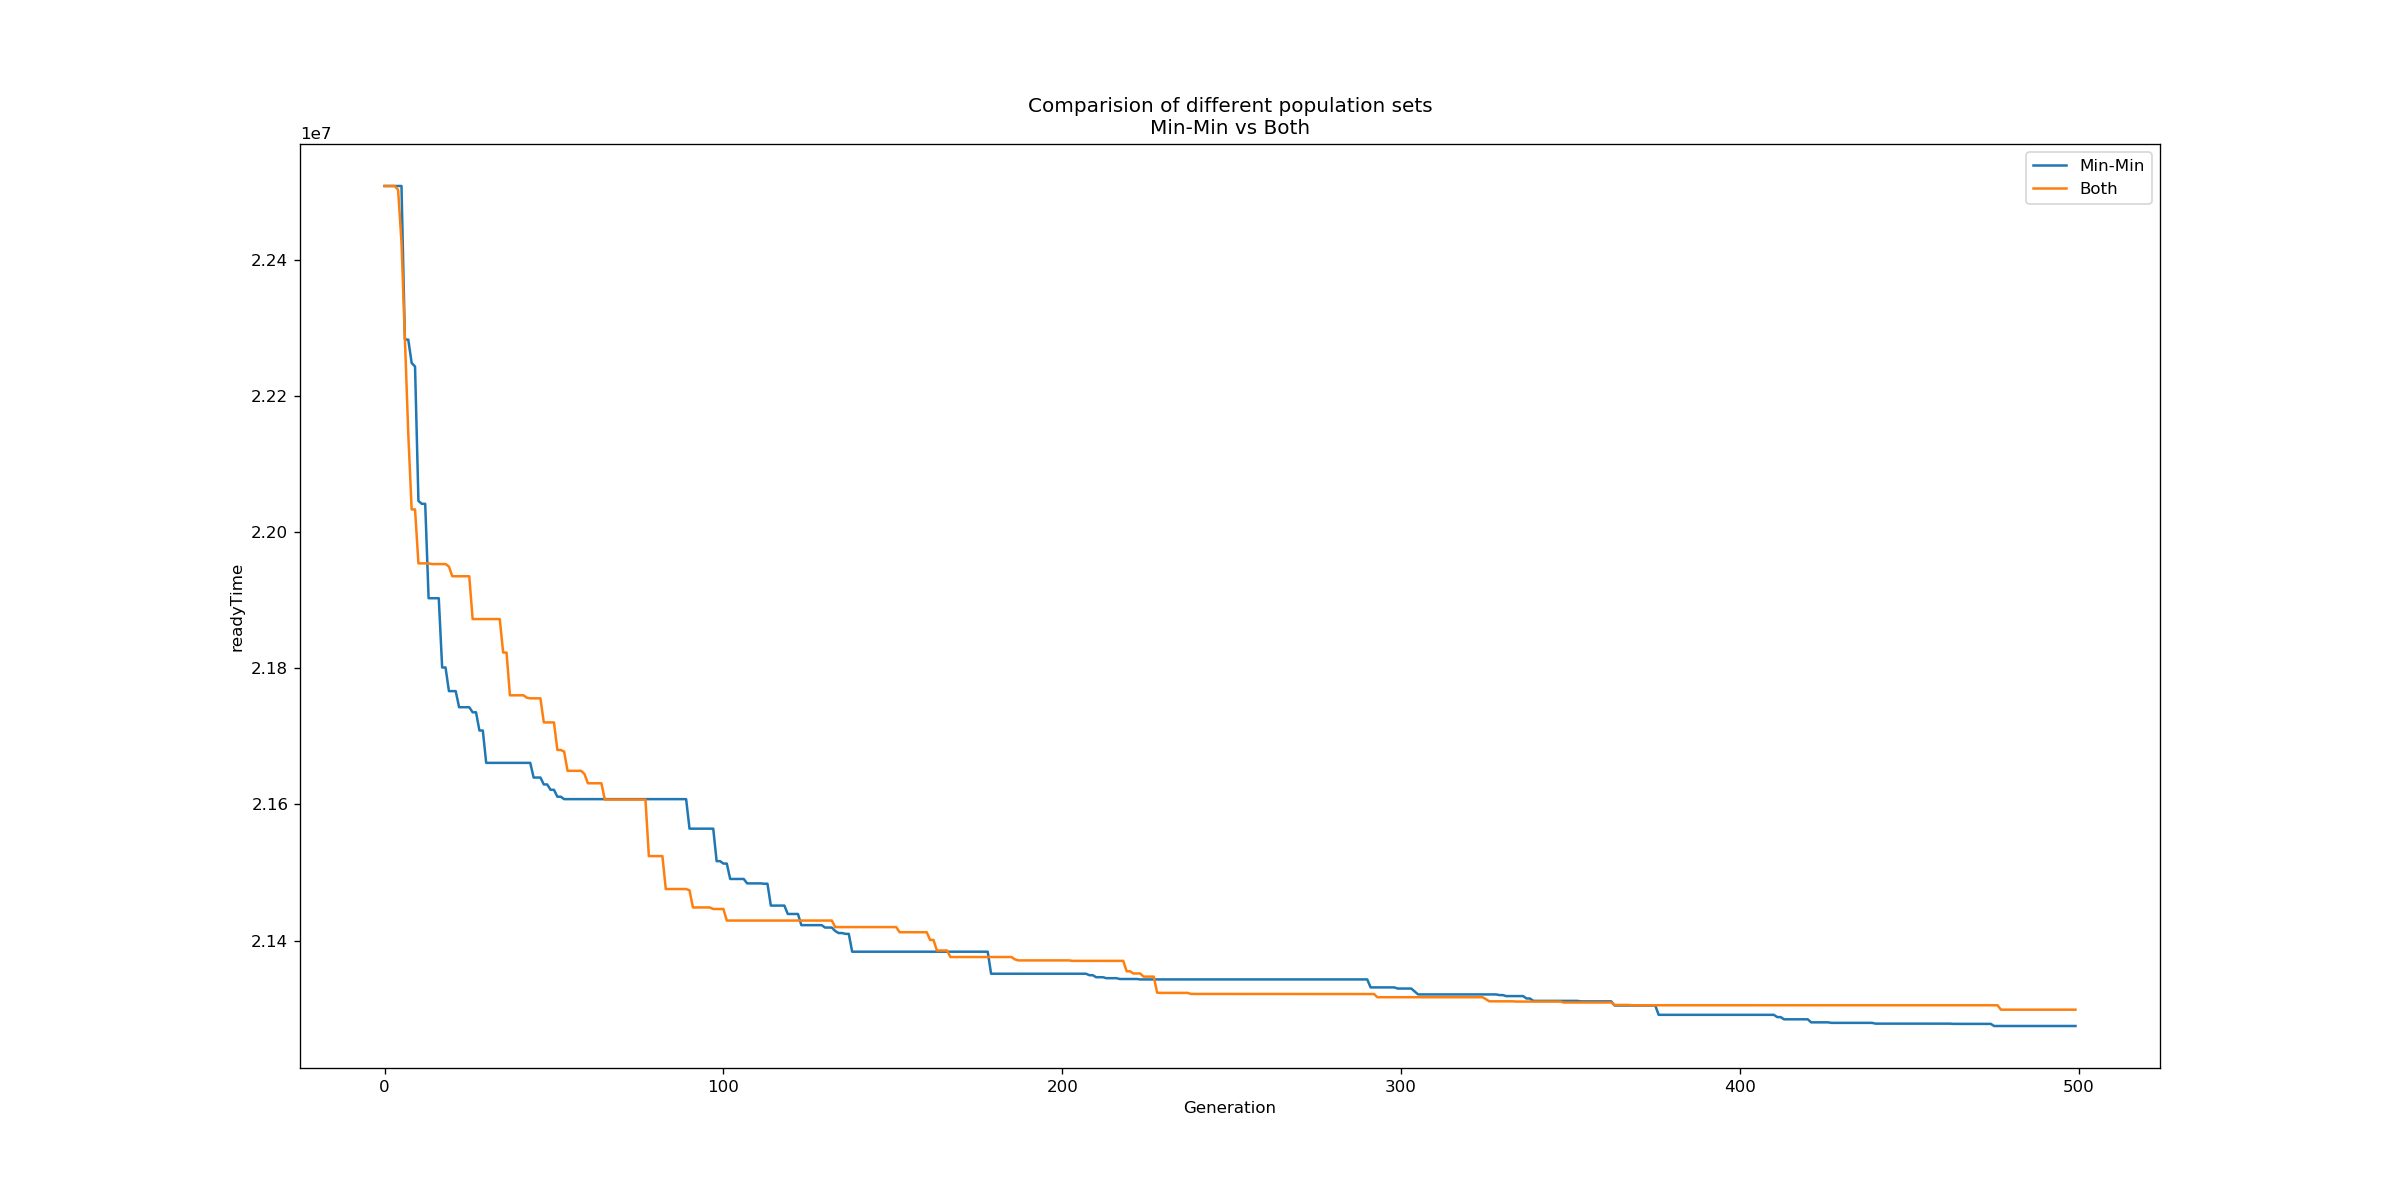 Comparision of different population sets
Min-Min vs Both
1e7
Min-Min
Both
2.24
2.22
2.20
2.18
2.16
2.14
readyTime
0 100 200 300 400 500
Generation